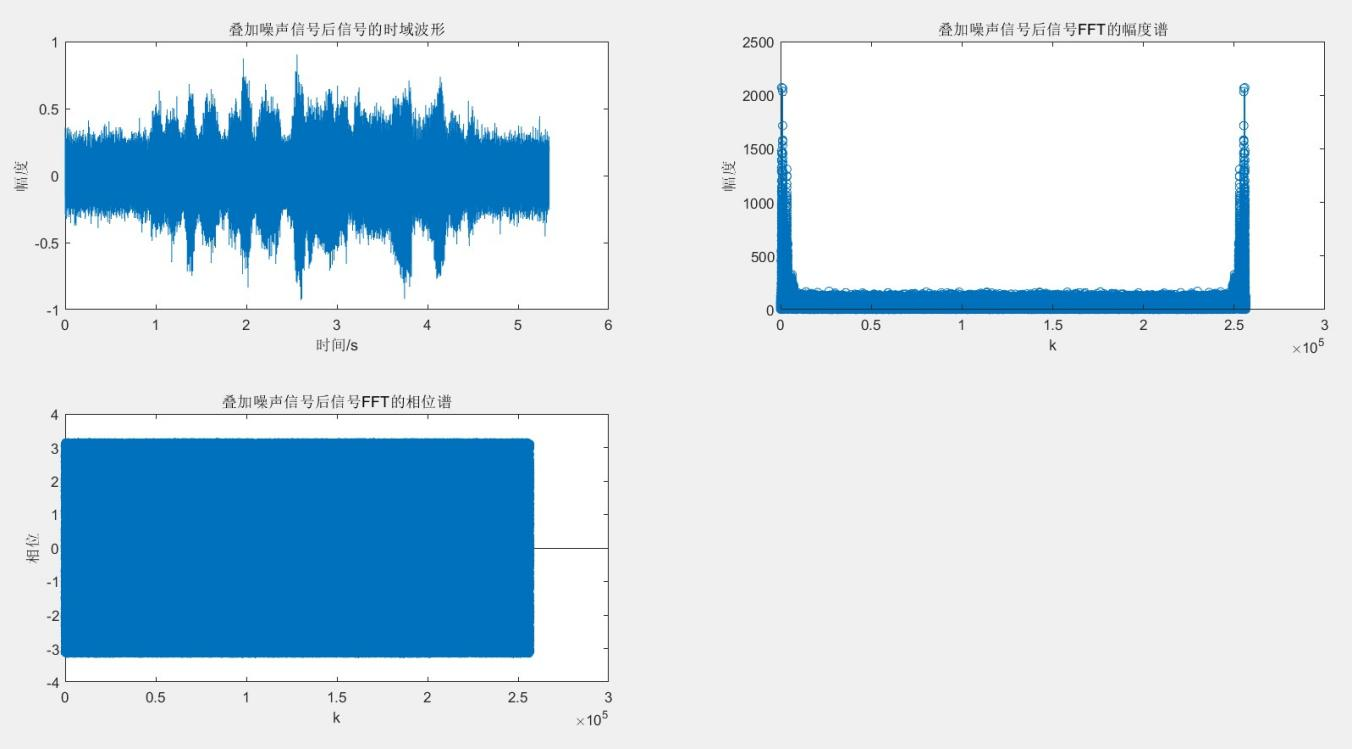 叠加噪声信号后信号的时域波形
1
0.5
0
-0.5
-1
幅度
0 1 2 3 4 5 6
时间/s
叠加噪声信号后信号FFT的幅度谱
2500
2000
1500
1000
500
0
幅度
0 0.5 1 1.5 2 2.5 3
k
×10⁵
叠加噪声信号后信号FFT的相位谱
4
3
2
1
0
-1
-2
-3
-4
相位
0 0.5 1 1.5 2 2.5 3
k
×10⁵